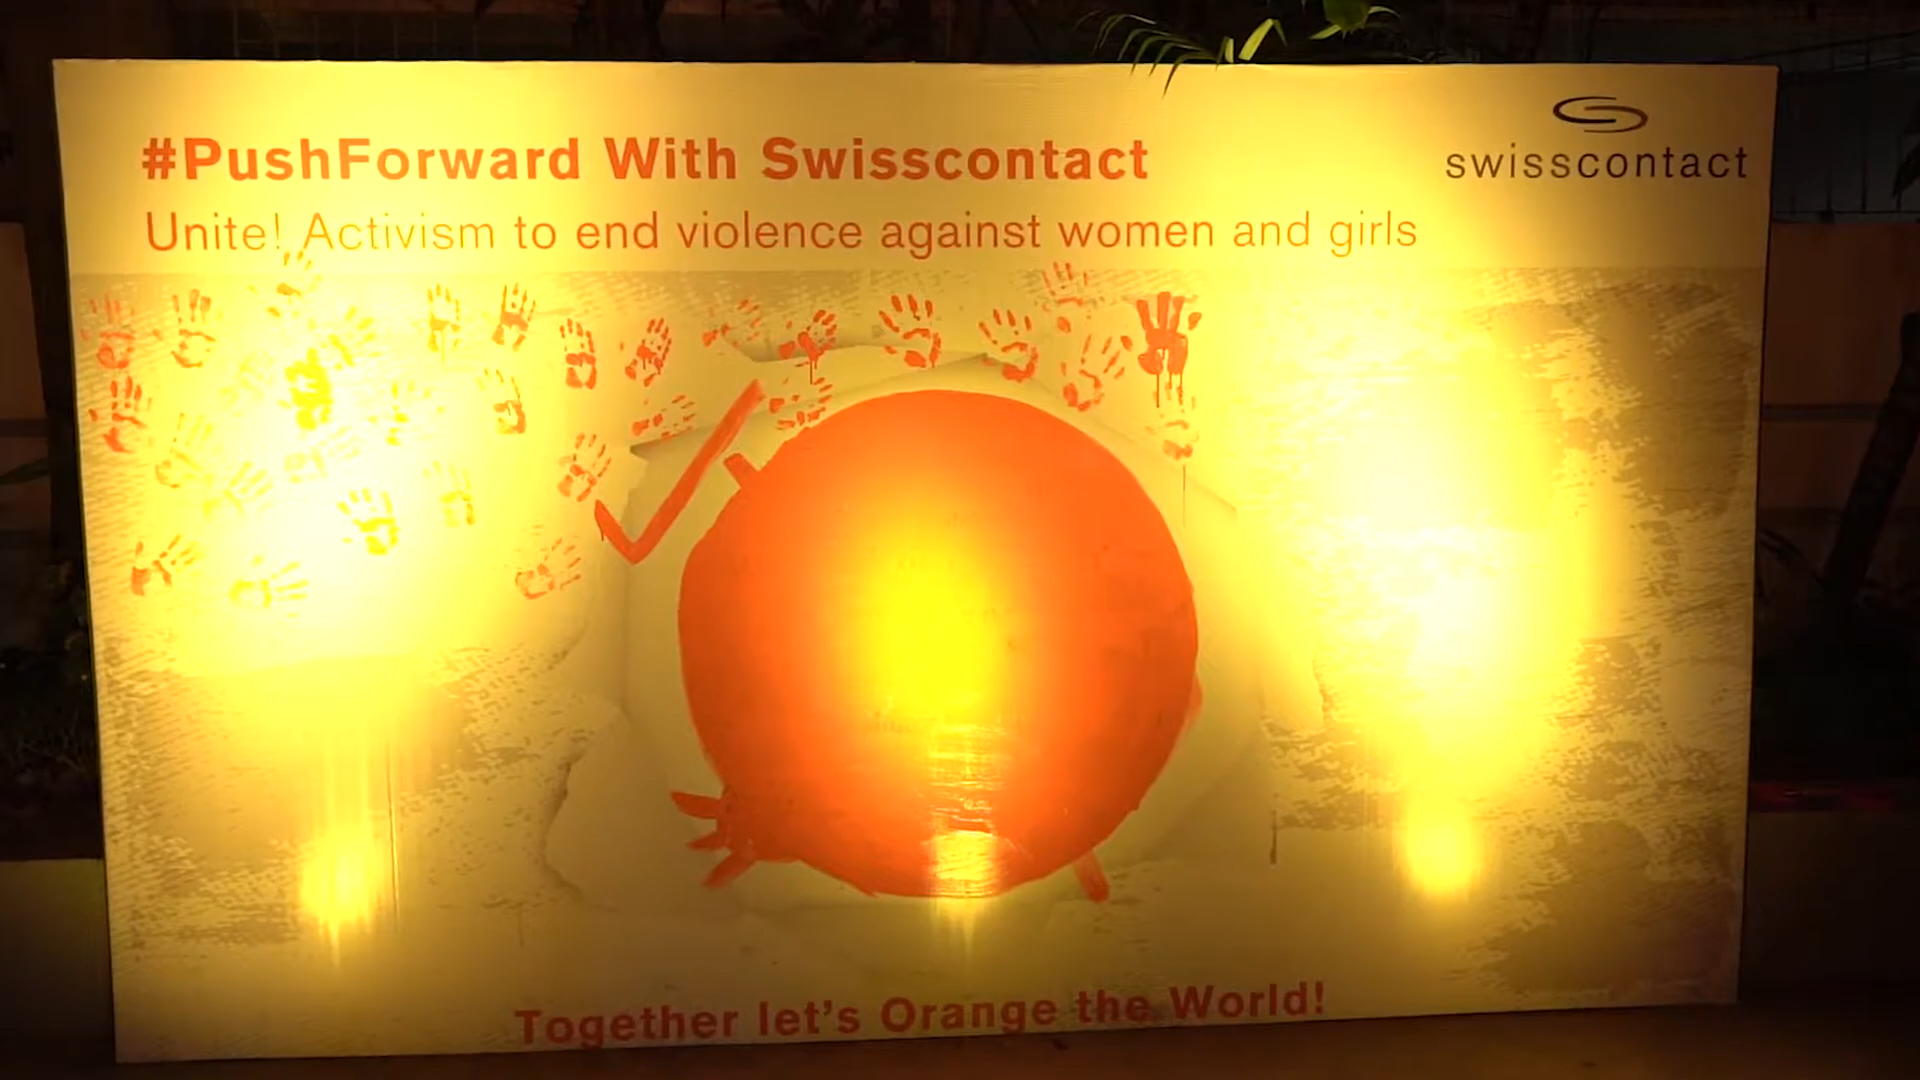 #PushForward With Swisscontact
swisscontact
Unite! Activism to end violence against women and girls
Together let's Orange the World!